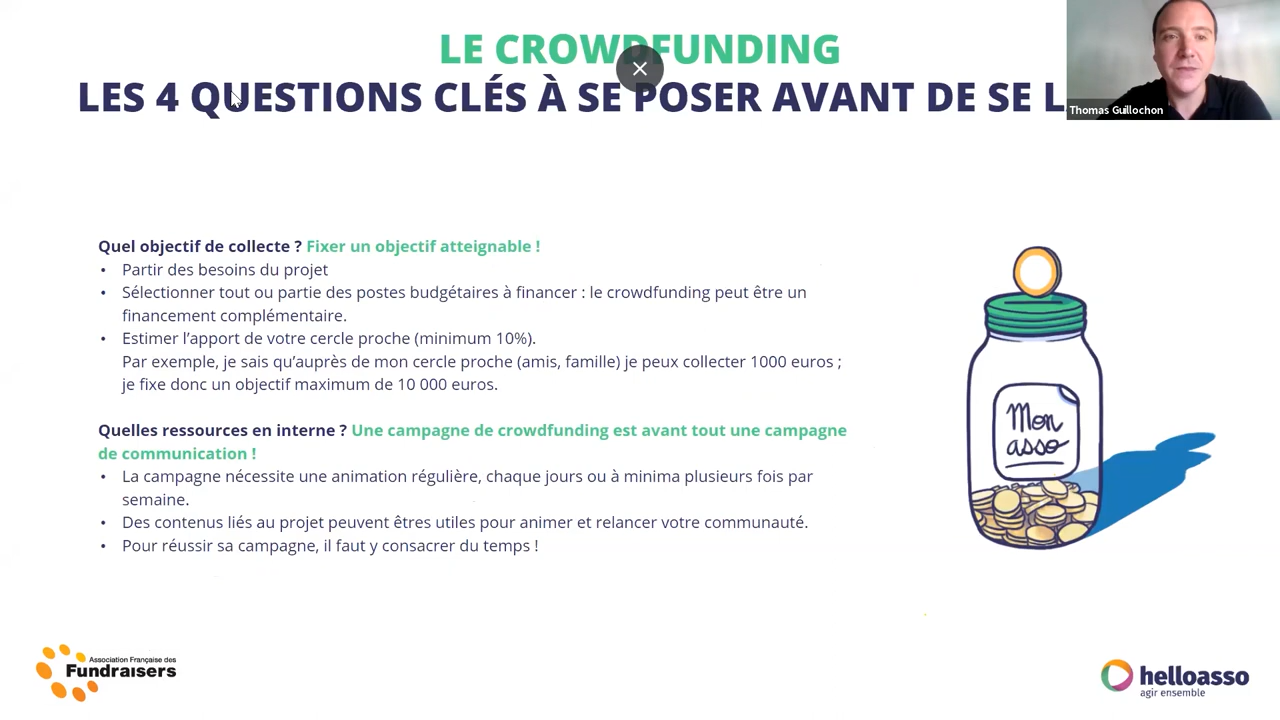 LE CROWDFUNDING
LES 4 QUESTIONS CLÉS À SE POSER AVANT DE SE
Thomas Guillochon
Quel objectif de collecte ? Fixer un objectif atteignable !
• Partir des besoins du projet
• Sélectionner tout ou partie des postes budgétaires à financer : le crowdfunding peut être un
financement complémentaire.
• Estimer l’apport de votre cercle proche (minimum 10%).
Par exemple, je sais qu’auprès de mon cercle proche (amis, famille) je peux collecter 1000 euros ;
je fixe donc un objectif maximum de 10 000 euros.
Quelles ressources en interne ? Une campagne de crowdfunding est avant tout une campagne
de communication !
• La campagne nécessite une animation régulière, chaque jours ou à minima plusieurs fois par
semaine.
• Des contenus liés au projet peuvent êtres utiles pour animer et relancer votre communauté.
• Pour réussir sa campagne, il faut y consacrer du temps !
Mon
asso
Association Française des
Fundraisers
helloasso
agir ensemble